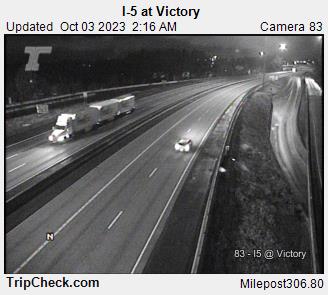 I-5 at Victory
Updated Oct 03 2023 2:16 AM Camera 83
T
N
83 - I5 @ Victory
TripCheck.com Milepost306.80